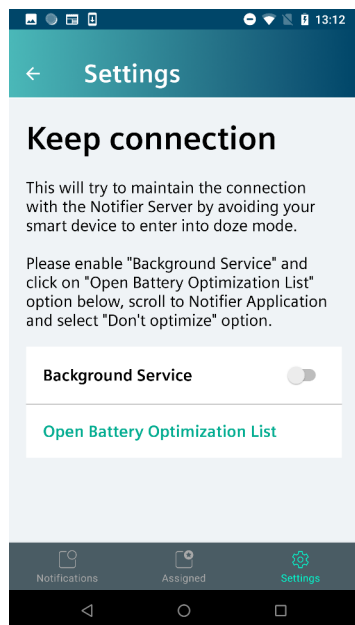 13:12
Settings
Keep connection
This will try to maintain the connection
with the Notifier Server by avoiding your
smart device to enter into doze mode.
Please enable "Background Service" and
click on "Open Battery Optimization List"
option below, scroll to Notifier Application
and select "Don't optimize" option.
Background Service
Open Battery Optimization List
Notifications
Assigned
Settings